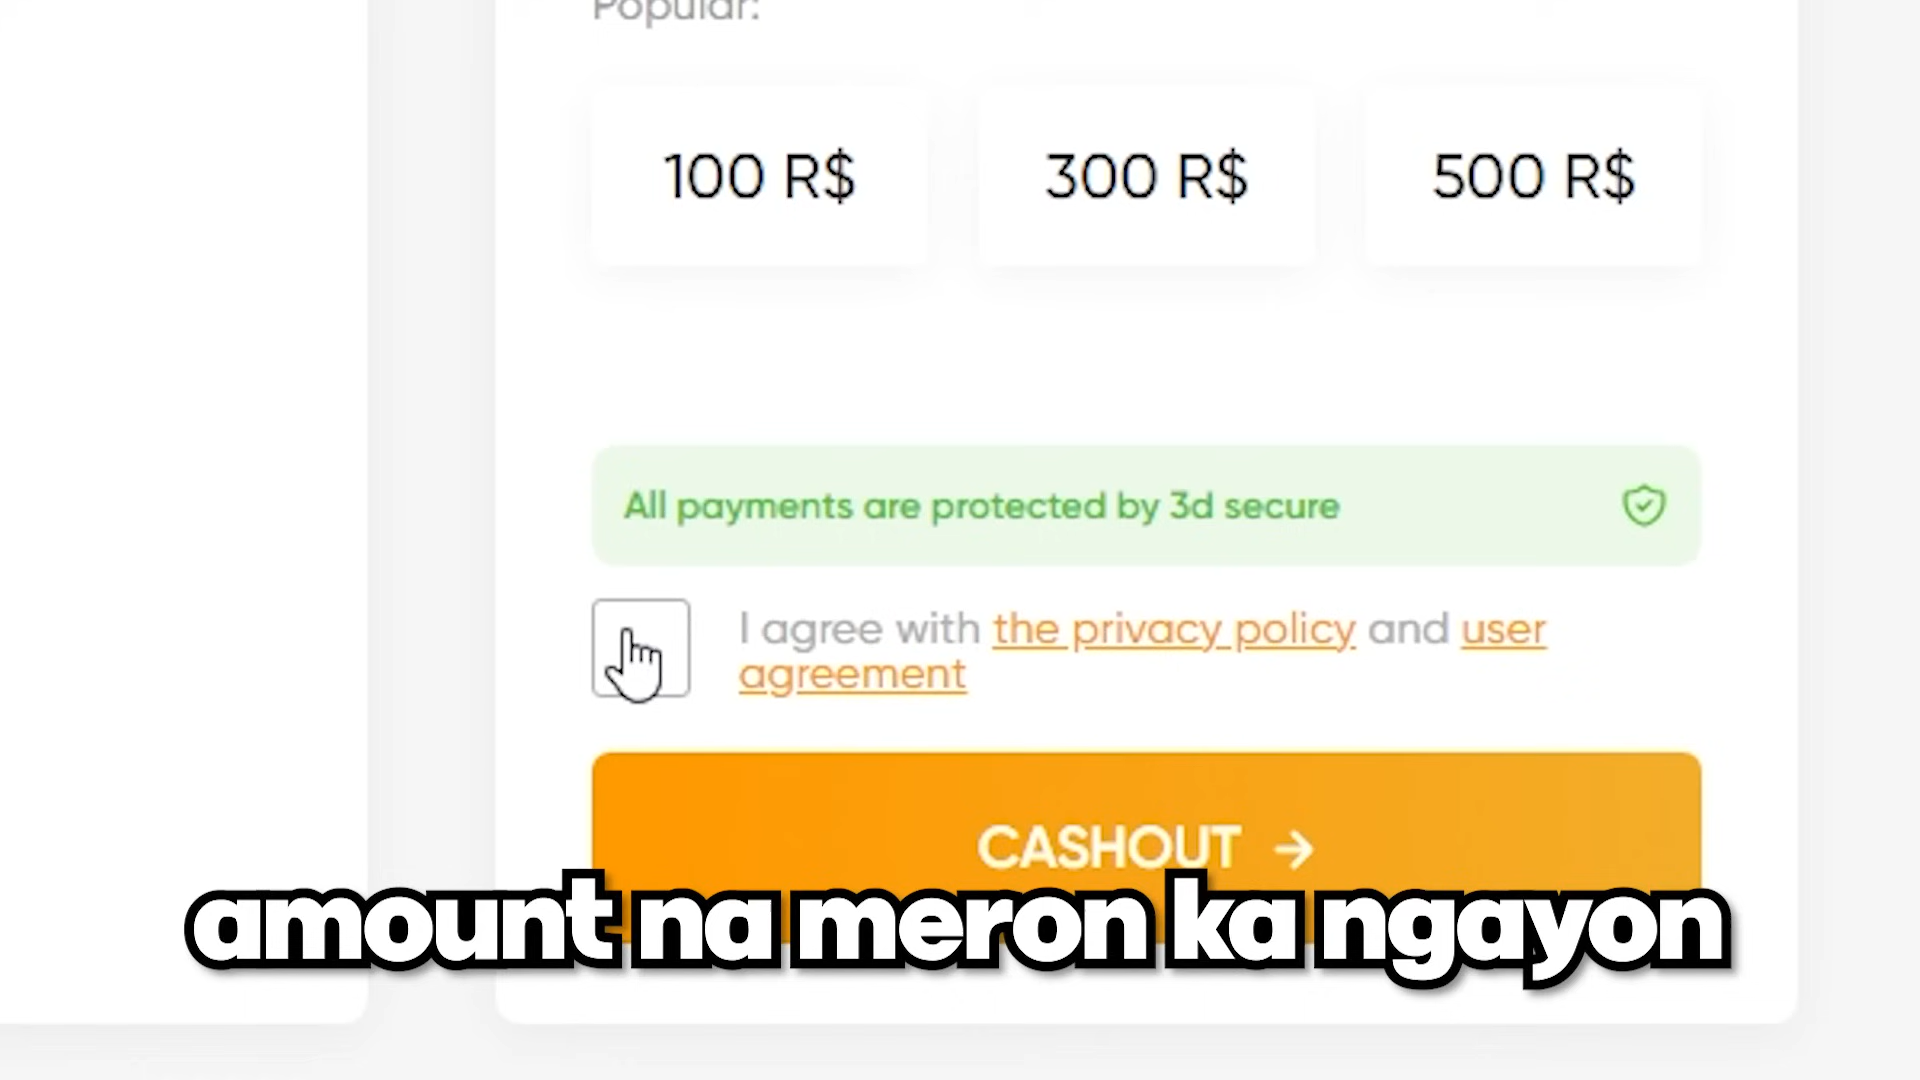 Popular:
100 R$ 300 R$ 500 R$
All payments are protected by 3d secure
I agree with the privacy policy and user
agreement
CASHOUT →
amount na meron ka ngayon